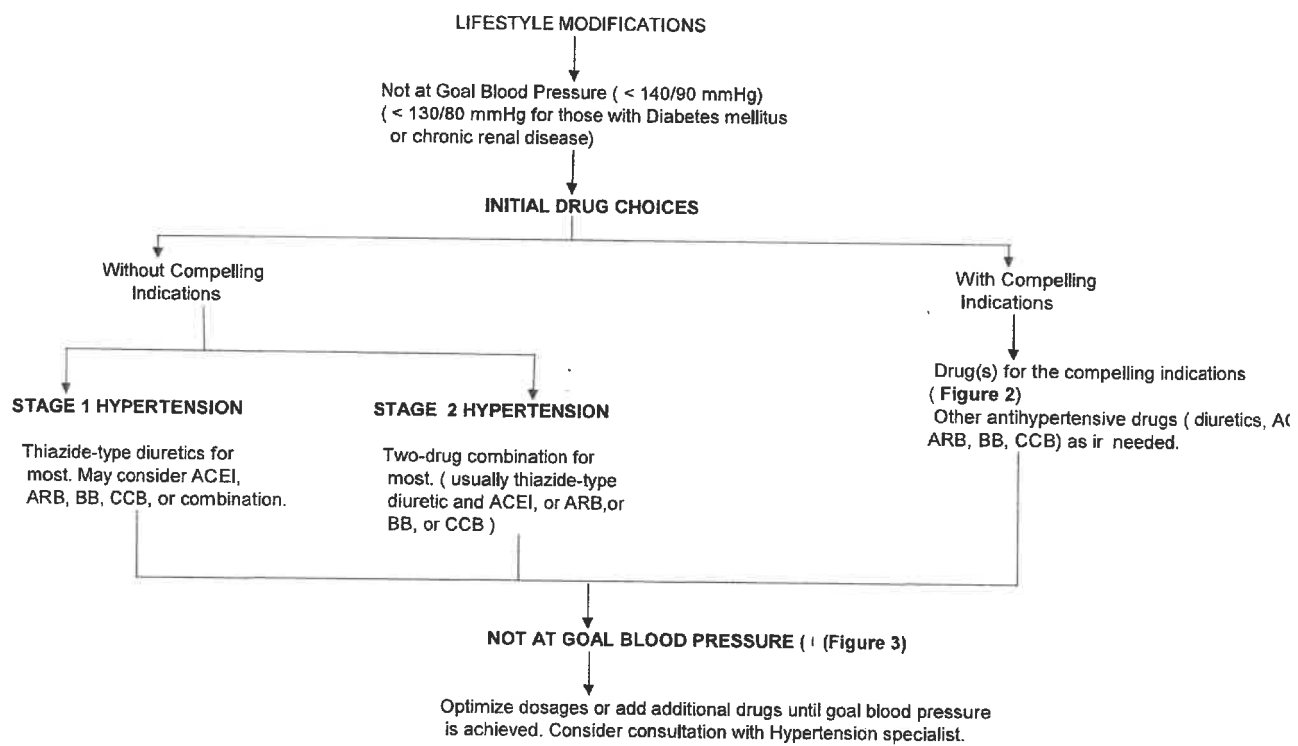 LIFESTYLE MODIFICATIONS
Not at Goal Blood Pressure ( < 140/90 mmHg)
( < 130/80 mmHg for those with Diabetes mellitus
or chronic renal disease)
INITIAL DRUG CHOICES
Without Compelling
Indications
With Compelling
Indications
Drug(s) for the compelling indications
( Figure 2)
Other antihypertensive drugs ( diuretics, AC
ARB, BB, CCB) as ir needed.
STAGE 1 HYPERTENSION
Thiazide-type diuretics for
most. May consider ACEI,
ARB, BB, CCB, or combination.
STAGE 2 HYPERTENSION
Two-drug combination for
most. ( usually thiazide-type
diuretic and ACEI, or ARB,or
BB, or CCB )
NOT AT GOAL BLOOD PRESSURE ( (Figure 3)
Optimize dosages or add additional drugs until goal blood pressure
is achieved. Consider consultation with Hypertension specialist.